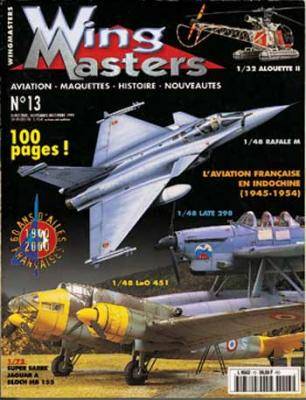 WINGMASTERS
Wing
Masters
1/32 ALOUETTE II
AVIATION - MAQUETTES - HISTOIRE - NOUVEAUTES
N°13
100
pages !
1/48 RAFALE M
L'AVIATION FRANÇAISE
EN INDOCHINE
(1945-1954)
1/48 LATE 298
1/48 LeO 451
1/72
SUPER SABRE
JAGUAR A
BLOCH MB 155